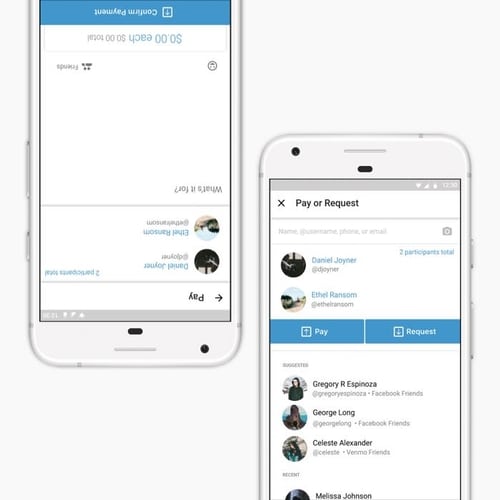 12:30
Pay
2 participants total
Daniel Joyner
@djoyner
Ethel Ransom
@ethelransom
What's it for?
Friends
$0.00 each $0.00 total
Confirm Payment
12:30
Pay or Request
Name, @username, phone, or email
2 participants total
Daniel Joyner
@djoyner
Ethel Ransom
@ethelransom
Pay
Request
SUGGESTED
Gregory R Espinoza
@gregoryespinoza • Facebook Friends
George Long
@georgelong • Facebook Friends
Celeste Alexander
@celeste • Venmo Friends
RECENT
Melissa Johnson